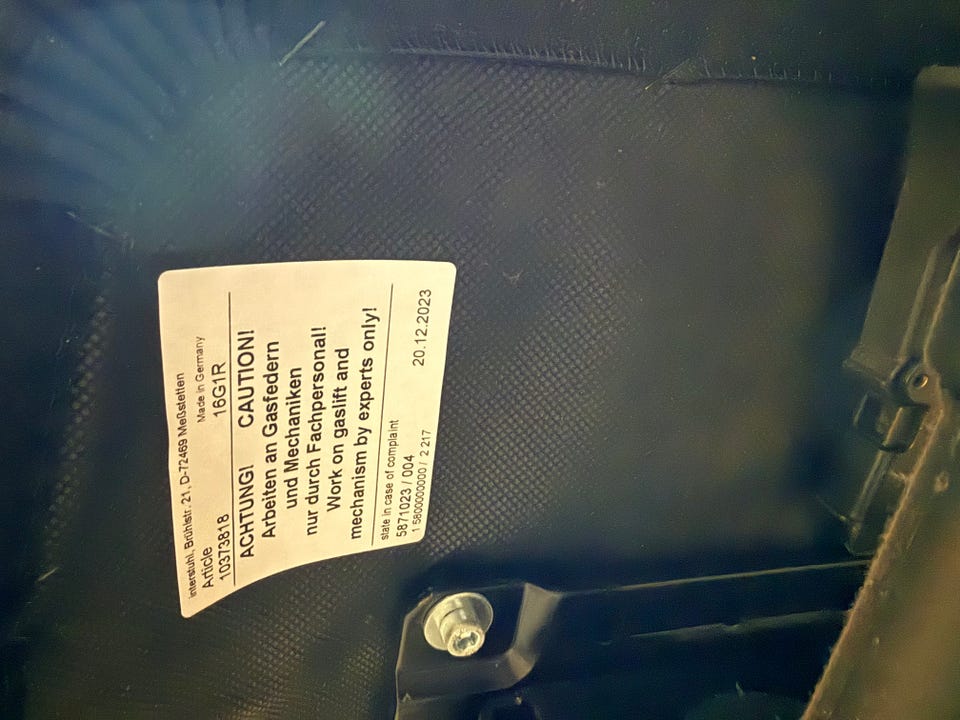 interstuhl, Brühlstr. 21, D-72469 Meßstetten
Article Made in Germany
10373818 16G1R
ACHTUNG! CAUTION!
Arbeiten an Gasfedern
und Mechaniken
nur durch Fachpersonal!
Work on gaslift and
mechanism by experts only!
state in case of complaint
5871023 / 004 20.12.2023
1 5800000000 / 2 217